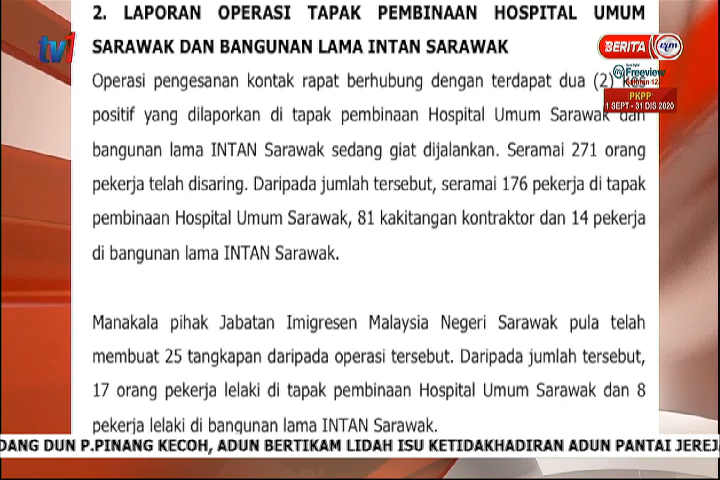 2. LAPORAN OPERASI TAPAK PEMBINAAN HOSPITAL UMUM
SARAWAK DAN BANGUNAN LAMA INTAN SARAWAK
tv1
BERITA rtm
myFreeview
PKPP
1 SEPT - 31 DIS 2020
Operasi pengesanan kontak rapat berhubung dengan terdapat dua (2) kes
positif yang dilaporkan di tapak pembinaan Hospital Umum Sarawak dan
bangunan lama INTAN Sarawak sedang giat dijalankan. Seramai 271 orang
pekerja telah disaring. Daripada jumlah tersebut, seramai 176 pekerja di tapak
pembinaan Hospital Umum Sarawak, 81 kakitangan kontraktor dan 14 pekerja
di bangunan lama INTAN Sarawak.
Manakala pihak Jabatan Imigresen Malaysia Negeri Sarawak pula telah
membuat 25 tangkapan daripada operasi tersebut. Daripada jumlah tersebut,
17 orang pekerja lelaki di tapak pembinaan Hospital Umum Sarawak dan 8
pekerja lelaki di bangunan lama INTAN Sarawak.
DANG DUN P.PINANG KECOH, ADUN BERTIKAM LIDAH ISU KETIDAKHADIRAN ADUN PANTAI JEREJA